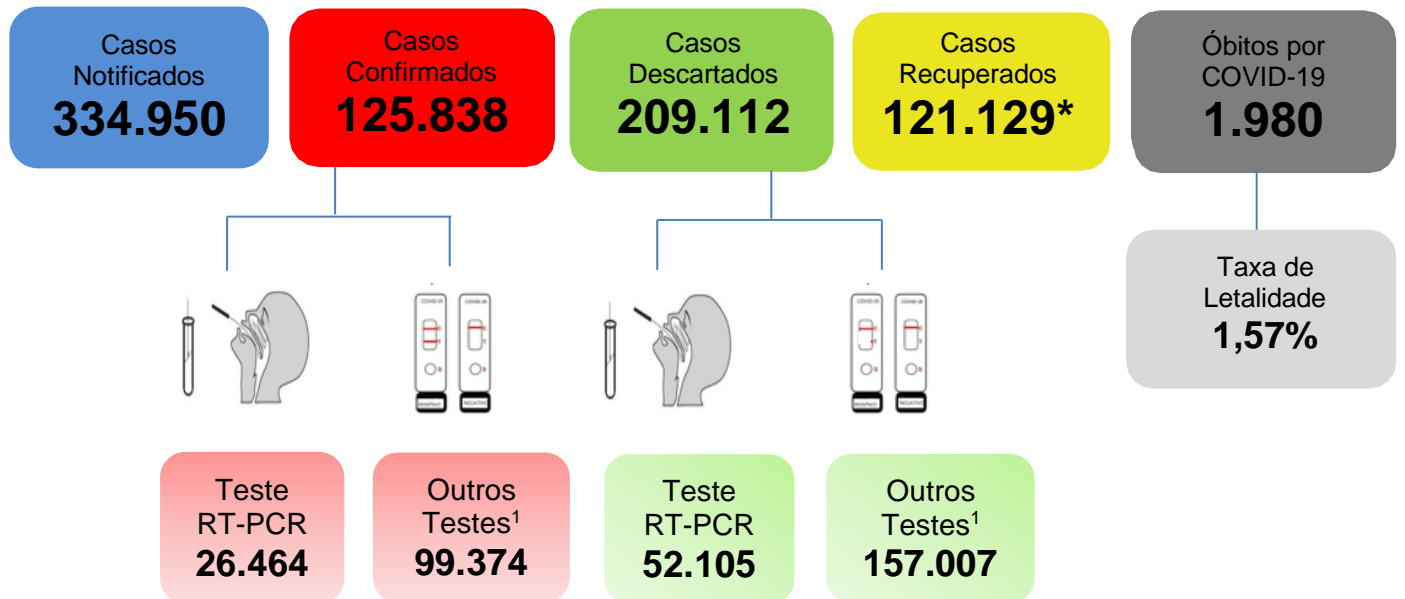 Casos
Notificados
334.950
Casos
Confirmados
125.838
Casos
Descartados
209.112
Casos
Recuperados
121.129*
Óbitos por
COVID-19
1.980
Taxa de
Letalidade
1,57%
COVID-19
Teste
RT-PCR
26.464
Outros
Testes¹
99.374
Teste
RT-PCR
52.105
Outros
Testes¹
157.007